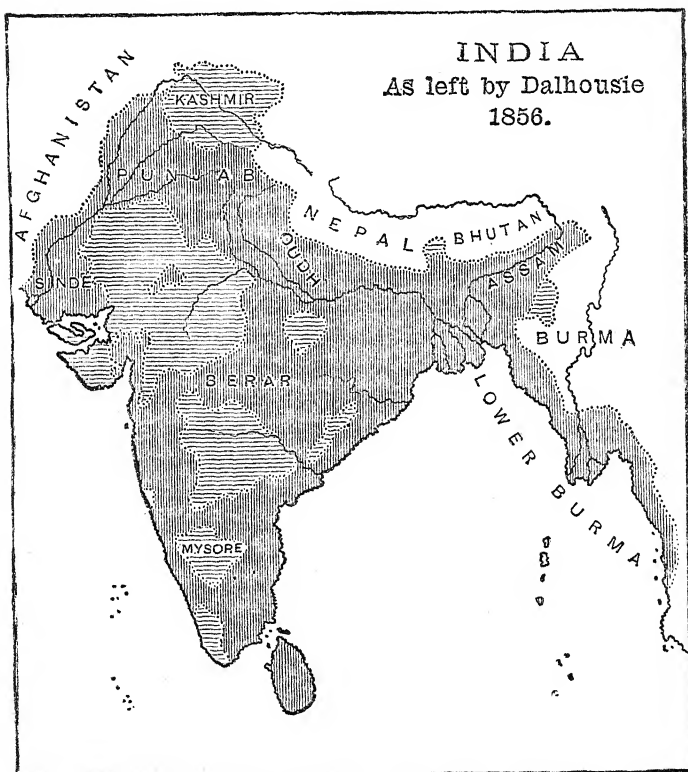 INDIA
As left by Dalhousie
1856.
AFGHANISTAN
KASHMIR
PUNJAB
NEPAL
BHUTAN
OUDH
ASSAM
SINDE
BURMA
BERAR
LOWER BURMA
MYSORE